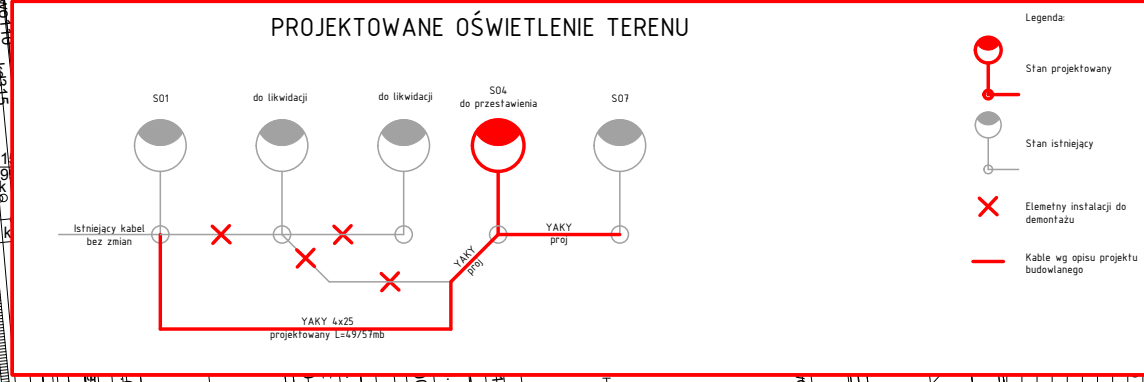 PROJEKTOWANE OŚWIETLENIE TERENU
Legenda:
Stan projektowany
Stan istniejący
Elemetny instalacji do
demontażu
Kable wg opisu projektu
budowlanego
S01
do likwidacji
do likwidacji
S04
do przestawienia
S07
Istniejący kabel
bez zmian
YAKY
proj
YAKY
proj
YAKY 4x25
projektowany L=49/57mb